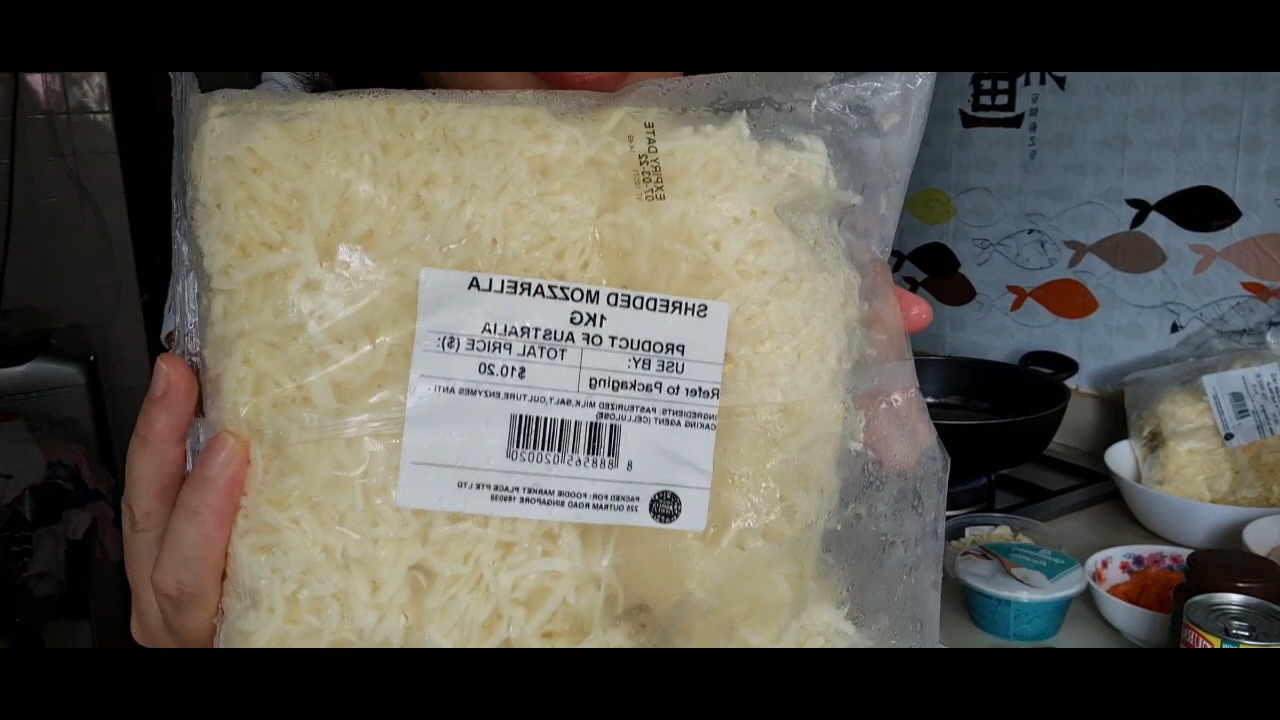 EXPIRY DATE
07-03-22
SHREDDED MOZZARELLA
1KG
PRODUCT OF AUSTRALIA
USE BY: TOTAL PRICE ($):
Refer to Packaging $10.20
INGREDIENTS: PASTEURIZED MILK,SALT,CULTURE,ENZYMES ANTI-
CAKING AGENT (CELLULOSE)
8 888565 020020
PACKED FOR: FOODIE MARKET PLACE PTE LTD
225 OUTRAM ROAD SINGAPORE 169038